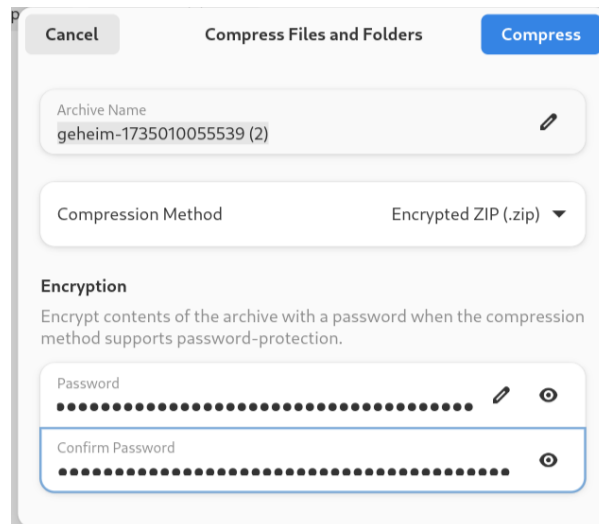 Cancel
Compress Files and Folders
Compress
Archive Name
geheim-1735010055539 (2)
Compression Method
Encrypted ZIP (.zip)
Encryption
Encrypt contents of the archive with a password when the compression
method supports password-protection.
Password
Confirm Password